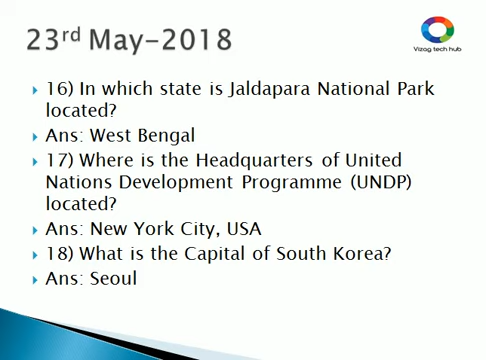 23rd May-2018
Vizag tech hub
16) In which state is Jaldapara National Park
located?
Ans: West Bengal
17) Where is the Headquarters of United
Nations Development Programme (UNDP)
located?
Ans: New York City, USA
18) What is the Capital of South Korea?
Ans: Seoul